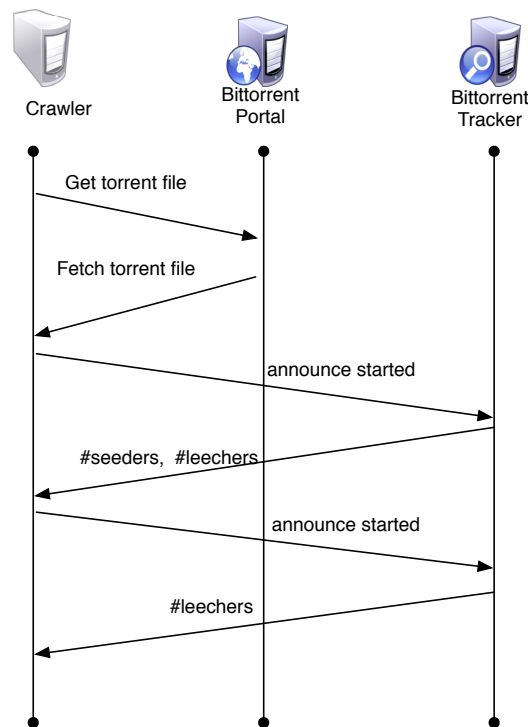 Crawler
Bittorrent
Portal
Bittorrent
Tracker
Get torrent file
Fetch torrent file
announce started
#seeders, #leechers
announce started
#leechers